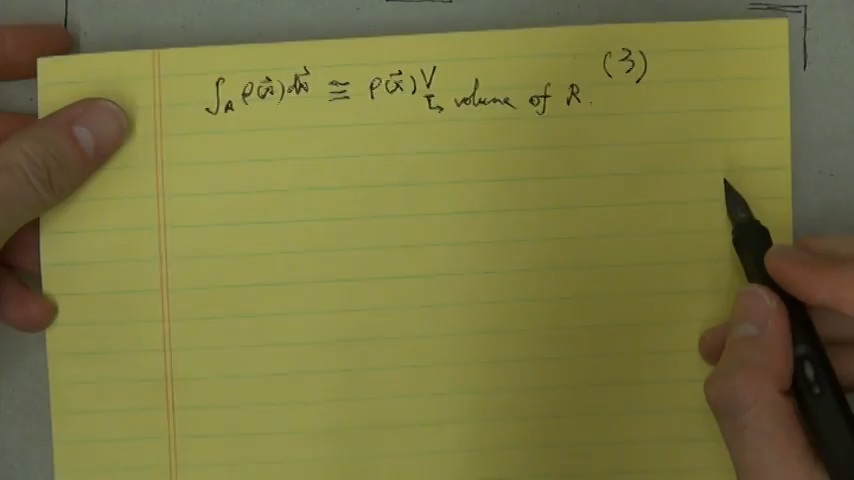 ∫_R ρ(x⃗) dx⃗ ≅ ρ(x⃗) V (3)
↳ volume of R.